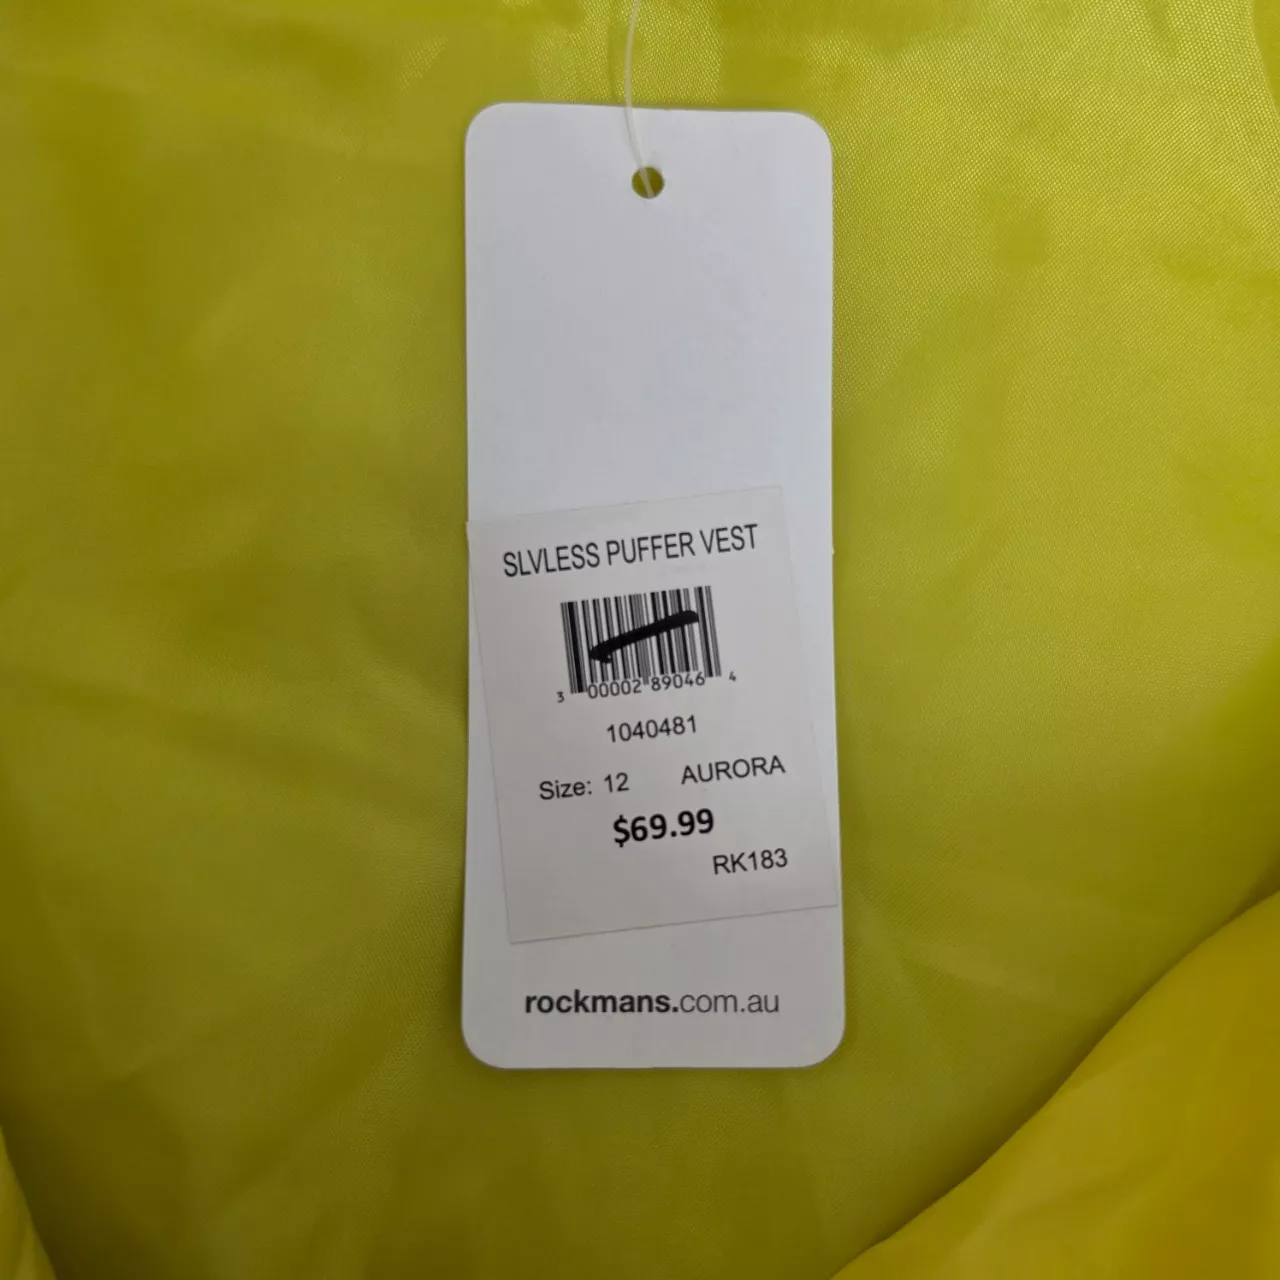 SLVLESS PUFFER VEST
3 00002 89046 4
1040481
Size: 12 AURORA
$69.99
RK183
rockmans.com.au